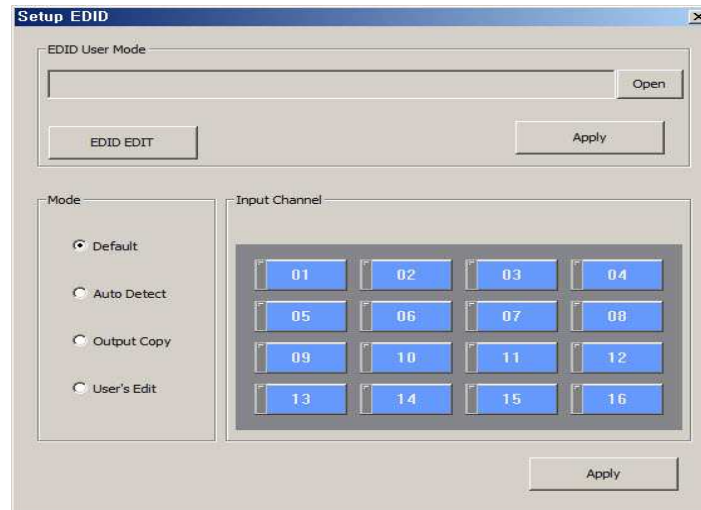 Setup EDID
EDID User Mode
Open
EDID EDIT
Apply
Mode
Default
Auto Detect
Output Copy
User's Edit
Input Channel
01 02 03 04
05 06 07 08
09 10 11 12
13 14 15 16
Apply